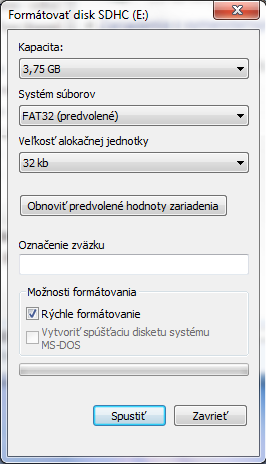 Formátovať disk SDHC (E:)
Kapacita:
3,75 GB
Systém súborov
FAT32 (predvolené)
Veľkosť alokačnej jednotky
32 kb
Obnoviť predvolené hodnoty zariadenia
Označenie zväzku
Možnosti formátovania
Rýchle formátovanie
Vytvoriť spúšťaciu disketu systému
MS-DOS
Spustiť
Zavrieť